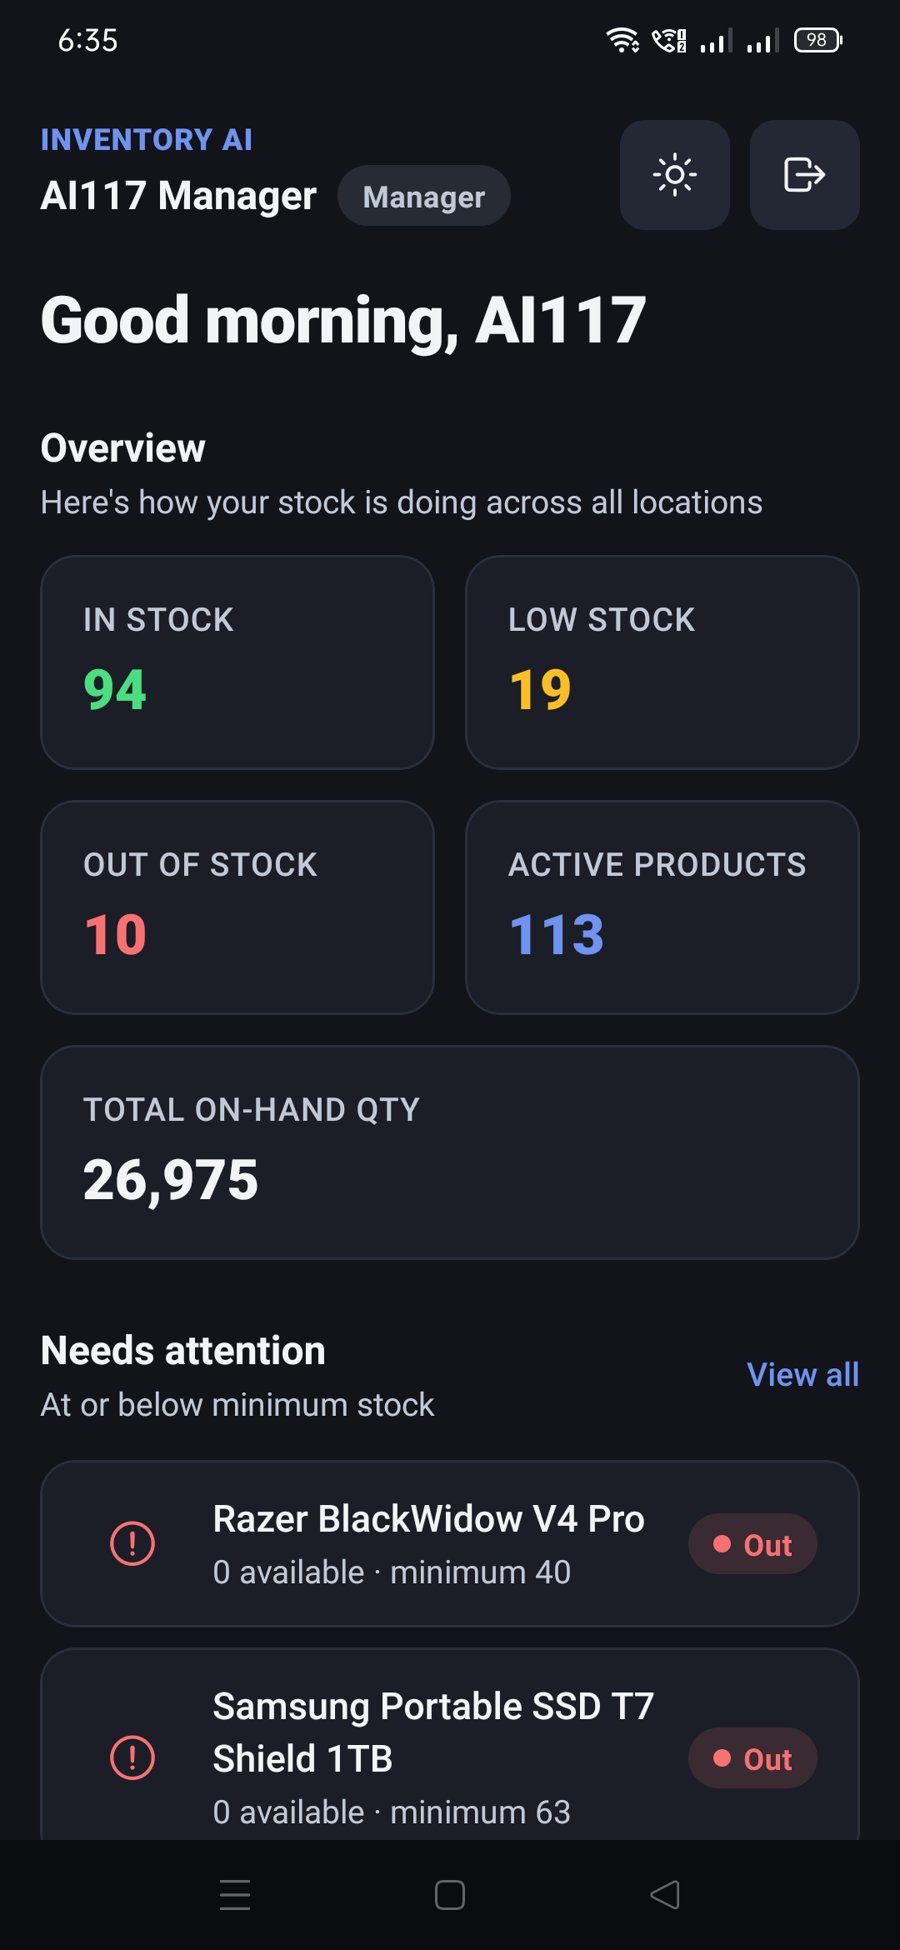 6:35
98
INVENTORY AI
AI117 Manager
Manager
Good morning, AI117
Overview
Here's how your stock is doing across all locations
IN STOCK
94
LOW STOCK
19
OUT OF STOCK
10
ACTIVE PRODUCTS
113
TOTAL ON-HAND QTY
26,975
Needs attention
At or below minimum stock
View all
Razer BlackWidow V4 Pro
0 available · minimum 40
Out
Samsung Portable SSD T7
Shield 1TB
0 available · minimum 63
Out